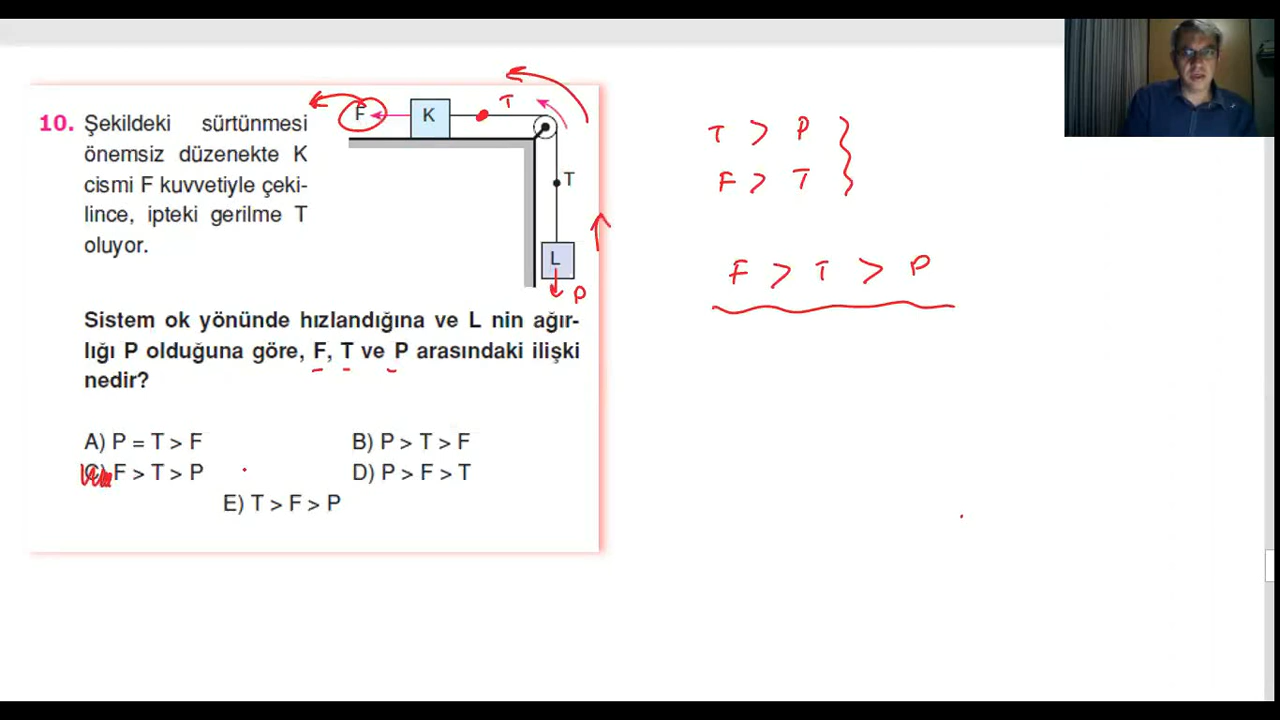 10. Şekildeki sürtünmesi
önemsiz düzenekte K
cismi F kuvvetiyle çeki-
lince, ipteki gerilme T
oluyor.
F
K
T
T
L
P
Sistem ok yönünde hızlandığına ve L nin ağır-
lığı P olduğuna göre, F, T ve P arasındaki ilişki
nedir?
A) P = T > F
B) P > T > F
C) F > T > P
D) P > F > T
E) T > F > P
T > P
F > T
F > T > P